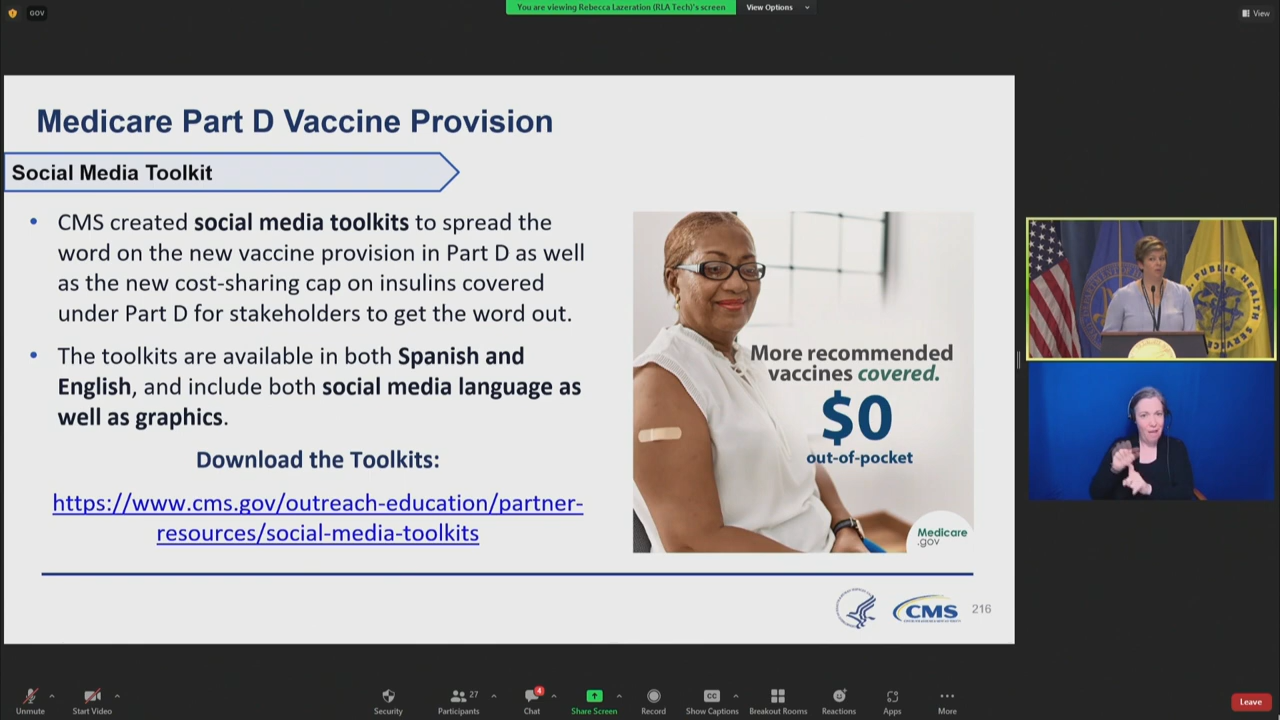 GOV
You are viewing Rebecca Lazeration (RLA Tech)'s screen
View Options
View
Medicare Part D Vaccine Provision
Social Media Toolkit
• CMS created social media toolkits to spread the
word on the new vaccine provision in Part D as well
as the new cost-sharing cap on insulins covered
under Part D for stakeholders to get the word out.
• The toolkits are available in both Spanish and
English, and include both social media language as
well as graphics.
Download the Toolkits:
https://www.cms.gov/outreach-education/partner-
resources/social-media-toolkits
More recommended
vaccines covered.
$0
out-of-pocket
Medicare
.gov
CMS
216
PUBLIC HEALTH
SERVICE
Unmute
Start Video
Security
Participants
27
Chat
4
Share Screen
Record
CC
Show Captions
Breakout Rooms
Reactions
Apps
More
Leave